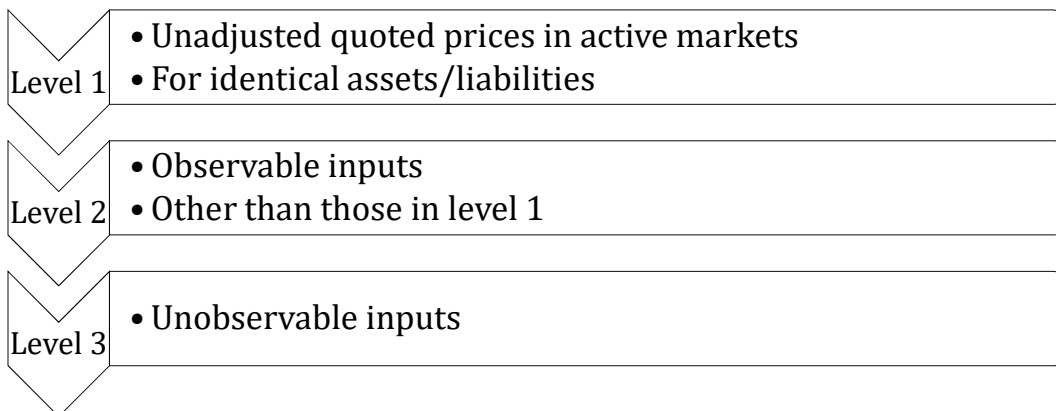 Level 1
• Unadjusted quoted prices in active markets
• For identical assets/liabilities
Level 2
• Observable inputs
• Other than those in level 1
Level 3
• Unobservable inputs